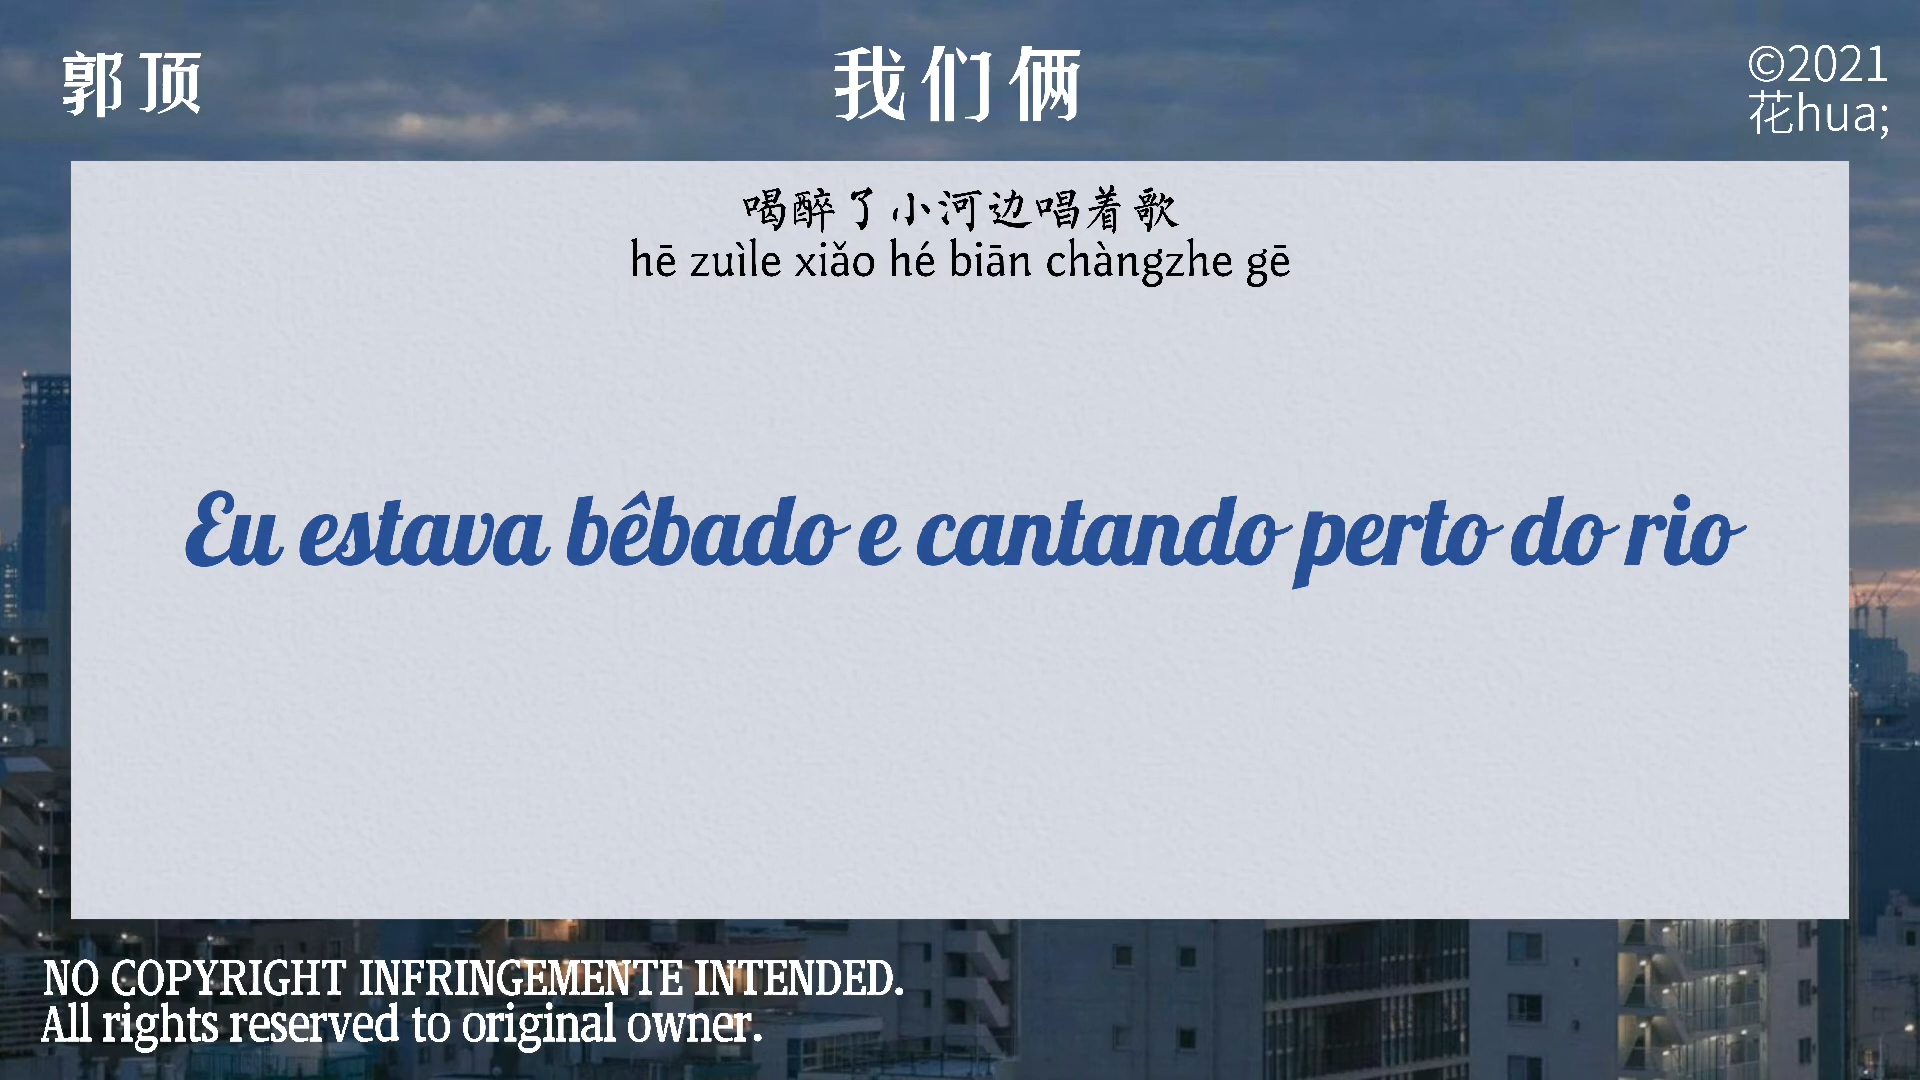 郭顶
我们俩
©2021
花hua;
喝醉了小河边唱着歌
hē zuìle xiǎo hé biān chàngzhe gē
Eu estava bêbado e cantando perto do rio
NO COPYRIGHT INFRINGEMENTE INTENDED.
All rights reserved to original owner.